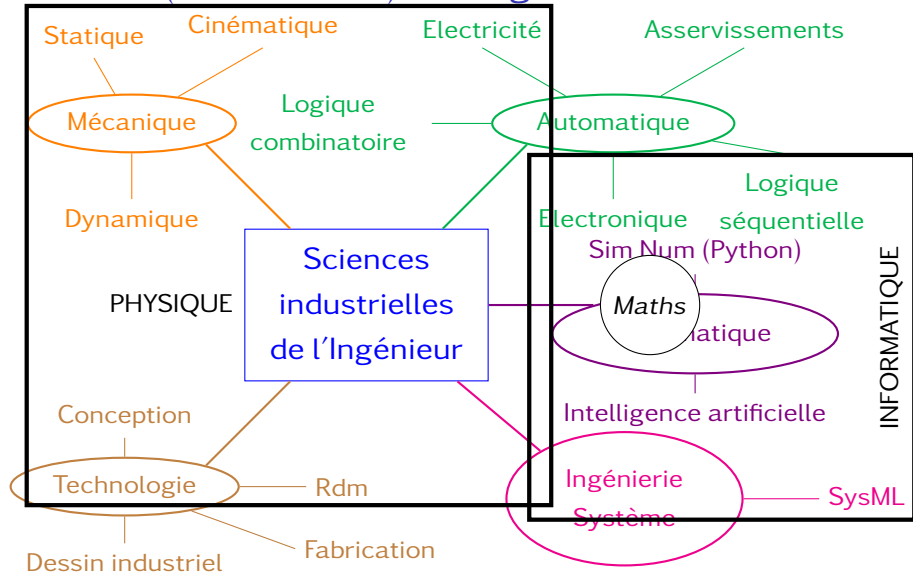 Statique
Cinématique
Electricité
Asservissements
Mécanique
Logique
combinatoire
Automatique
Dynamique
Electronique
Logique
séquentielle
Sim Num (Python)
Sciences
industrielles
de l'Ingénieur
PHYSIQUE
Maths
INFORMATIQUE
Intelligence artificielle
Conception
Technologie
Rdm
Ingénierie
Système
SysML
Fabrication
Dessin industriel